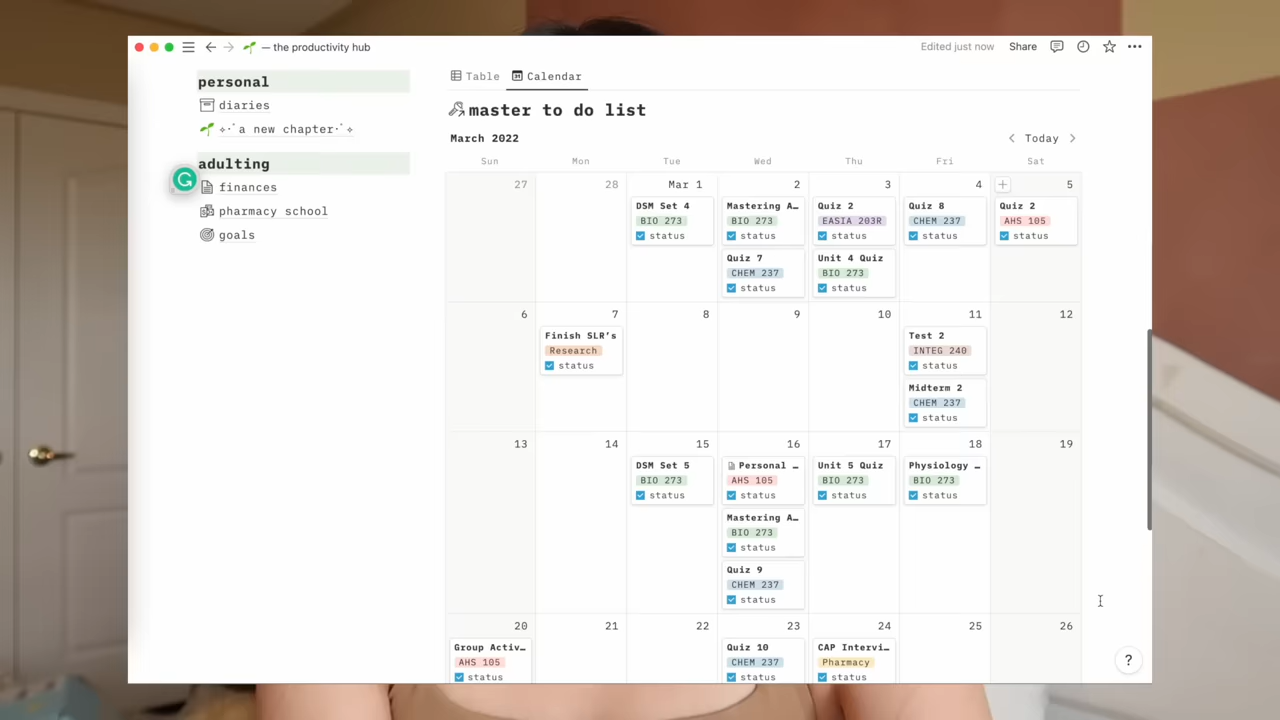 — the productivity hub
Edited just now
Share
personal
diaries
a new chapter
adulting
finances
pharmacy school
goals
Table
Calendar
master to do list
March 2022
Today
Sun Mon Tue Wed Thu Fri Sat
27 28 Mar 1 2 3 4 5
DSM Set 4
BIO 273
status
Mastering A…
BIO 273
status
Quiz 7
CHEM 237
status
Quiz 2
EASIA 203R
status
Unit 4 Quiz
BIO 273
status
Quiz 8
CHEM 237
status
Quiz 2
AHS 105
status
6 7 8 9 10 11 12
Finish SLR’s
Research
status
Test 2
INTEG 240
status
Midterm 2
CHEM 237
status
13 14 15 16 17 18 19
DSM Set 5
BIO 273
status
Personal …
AHS 105
status
Mastering A…
BIO 273
status
Quiz 9
CHEM 237
status
Unit 5 Quiz
BIO 273
status
Physiology …
BIO 273
status
20 21 22 23 24 25 26
Group Activ…
AHS 105
status
Quiz 10
CHEM 237
status
CAP Intervi…
Pharmacy
status
?